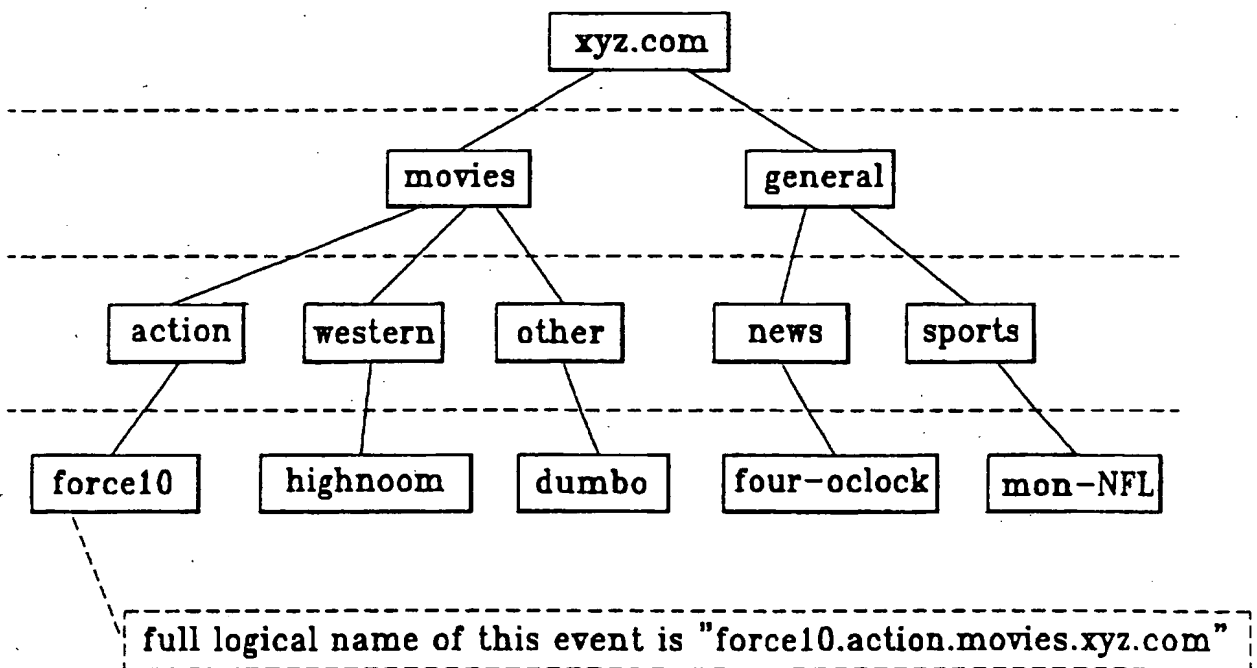 xyz.com
movies
general
action
western
other
news
sports
force10
highnoom
dumbo
four-oclock
mon-NFL
full logical name of this event is "force10.action.movies.xyz.com"